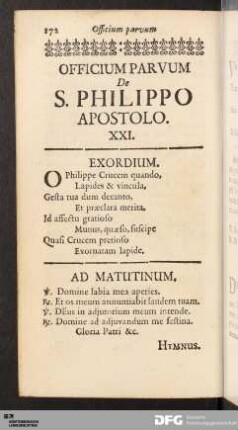 172 Officium parvum
OFFICIUM PARVUM
De
S. PHILIPPO
APOSTOLO.
XXI.
EXORDIUM.
O Philippe Crucem quando,
Lapides & vincula,
Gesta tua dum decanto,
Et præclara merita,
Id affectu gratioso
Munus, quæso, suscipe
Quasi Crucem pretioso
Exornatam lapide.
AD MATUTINUM.
℣. Domine labia mea aperies.
℟. Et os meum annuntiabit laudem tuam.
℣. DEus in adjutorium meum intende.
℟. Domine ad adjuvandum me festina.
Gloria Patri &c.
HYMNUS.
DFG